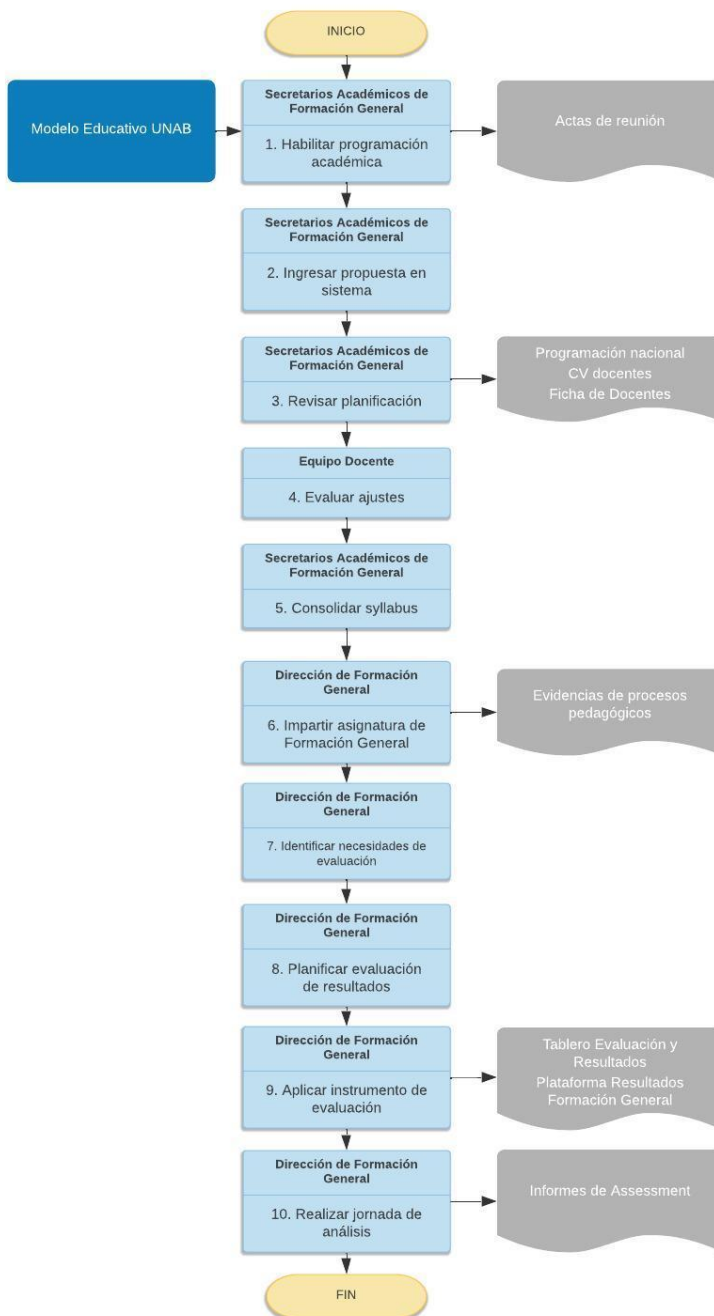 INICIO
Modelo Educativo UNAB
Secretarios Académicos de
Formación General
1. Habilitar programación
académica
Actas de reunión
Secretarios Académicos de
Formación General
2. Ingresar propuesta en
sistema
Secretarios Académicos de
Formación General
3. Revisar planificación
Programación nacional
CV docentes
Ficha de Docentes
Equipo Docente
4. Evaluar ajustes
Secretarios Académicos de
Formación General
5. Consolidar syllabus
Dirección de Formación
General
6. Impartir asignatura de
Formación General
Evidencias de procesos
pedagógicos
Dirección de Formación
General
7. Identificar necesidades de
evaluación
Dirección de Formación
General
8. Planificar evaluación
de resultados
Dirección de Formación
General
9. Aplicar instrumento de
evaluación
Tablero Evaluación y
Resultados
Plataforma Resultados
Formación General
Dirección de Formación
General
10. Realizar jornada de
análisis
Informes de Assessment
FIN